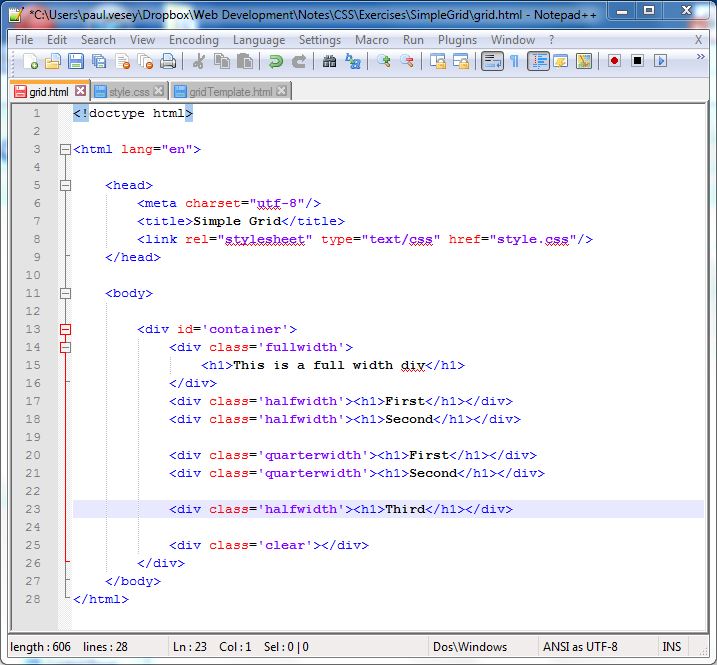 *C:\Users\paul.vesey\Dropbox\Web Development\Notes\CSS\Exercises\SimpleGrid\grid.html - Notepad++
File Edit Search View Encoding Language Settings Macro Run Plugins Window ? X
grid.html style.css gridTemplate.html
1 <!doctype html>
2
3 <html lang="en">
4
5 <head>
6 <meta charset="utf-8"/>
7 <title>Simple Grid</title>
8 <link rel="stylesheet" type="text/css" href="style.css"/>
9 </head>
10
11 <body>
12
13 <div id='container'>
14 <div class='fullwidth'>
15 <h1>This is a full width div</h1>
16 </div>
17 <div class='halfwidth'><h1>First</h1></div>
18 <div class='halfwidth'><h1>Second</h1></div>
19
20 <div class='quarterwidth'><h1>First</h1></div>
21 <div class='quarterwidth'><h1>Second</h1></div>
22
23 <div class='halfwidth'><h1>Third</h1></div>
24
25 <div class='clear'></div>
26 </div>
27 </body>
28 </html>
length : 606 lines : 28 Ln : 23 Col : 1 Sel : 0 | 0 Dos\Windows ANSI as UTF-8 INS